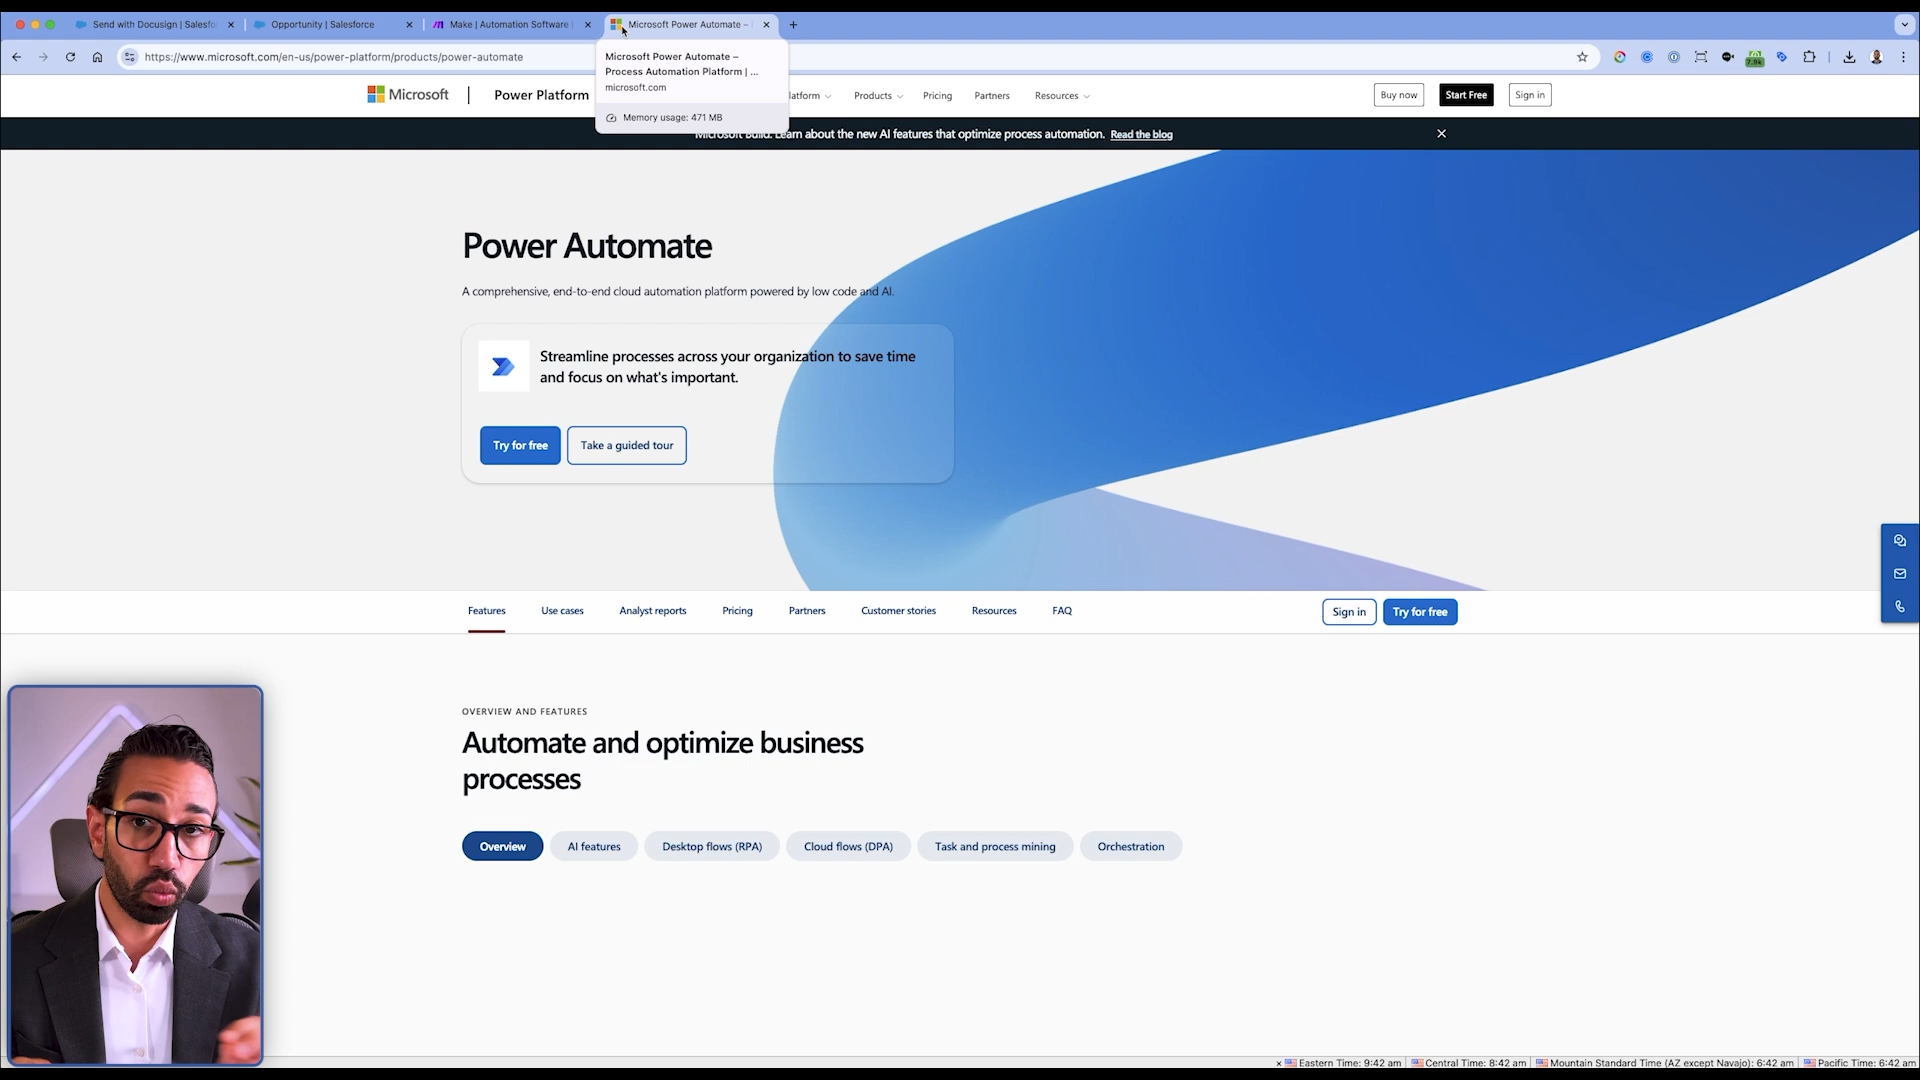 Send with Docusign | Salesfo
Opportunity | Salesforce
Make | Automation Software
Microsoft Power Automate –
https://www.microsoft.com/en-us/power-platform/products/power-automate
Microsoft Power Automate –
Process Automation Platform | ...
microsoft.com
Memory usage: 471 MB
7.9k
Microsoft
Power Platform
latform
Products
Pricing
Partners
Resources
Buy now
Start Free
Sign in
Microsoft Build: Learn about the new AI features that optimize process automation. Read the blog
Power Automate
A comprehensive, end-to-end cloud automation platform powered by low code and AI.
Streamline processes across your organization to save time
and focus on what's important.
Try for free
Take a guided tour
Features
Use cases
Analyst reports
Pricing
Partners
Customer stories
Resources
FAQ
Sign in
Try for free
OVERVIEW AND FEATURES
Automate and optimize business
processes
Overview
AI features
Desktop flows (RPA)
Cloud flows (DPA)
Task and process mining
Orchestration
Eastern Time: 9:42 am
Central Time: 8:42 am
Mountain Standard Time (AZ except Navajo): 6:42 am
Pacific Time: 6:42 am